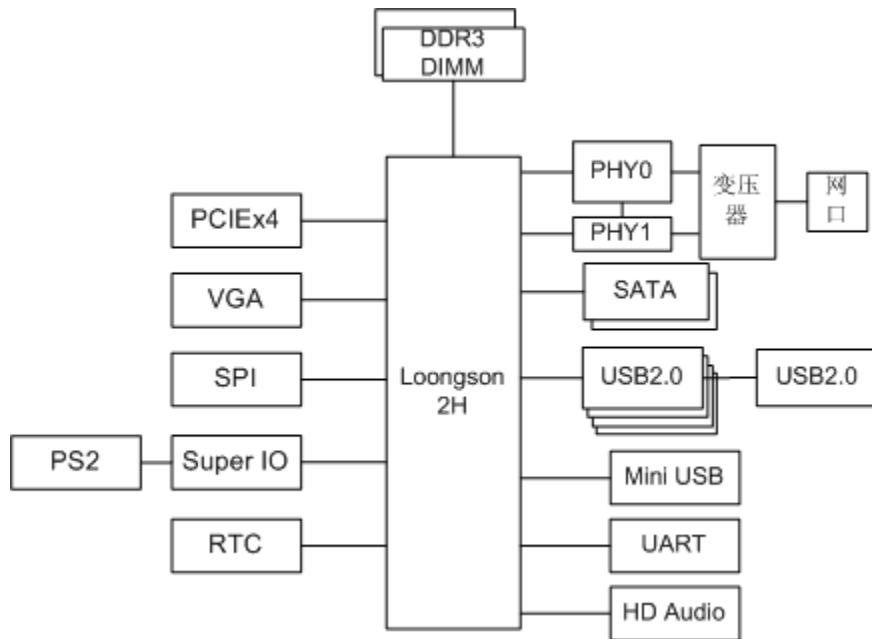 DDR3
DIMM
PHY0
变压
器
网
口
PCIEx4
PHY1
VGA
SATA
Loongson
2H
SPI
USB2.0
USB2.0
PS2
Super IO
Mini USB
RTC
UART
HD Audio